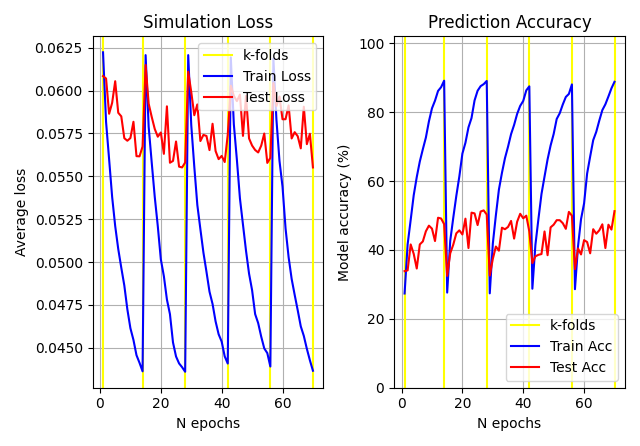 Simulation Loss
Average loss
0.0625
0.0600
0.0575
0.0550
0.0525
0.0500
0.0475
0.0450
0
20
40
60
N epochs
k-folds
Train Loss
Test Loss
Prediction Accuracy
Model accuracy (%)
100
80
60
40
20
0
0
20
40
60
N epochs
k-folds
Train Acc
Test Acc